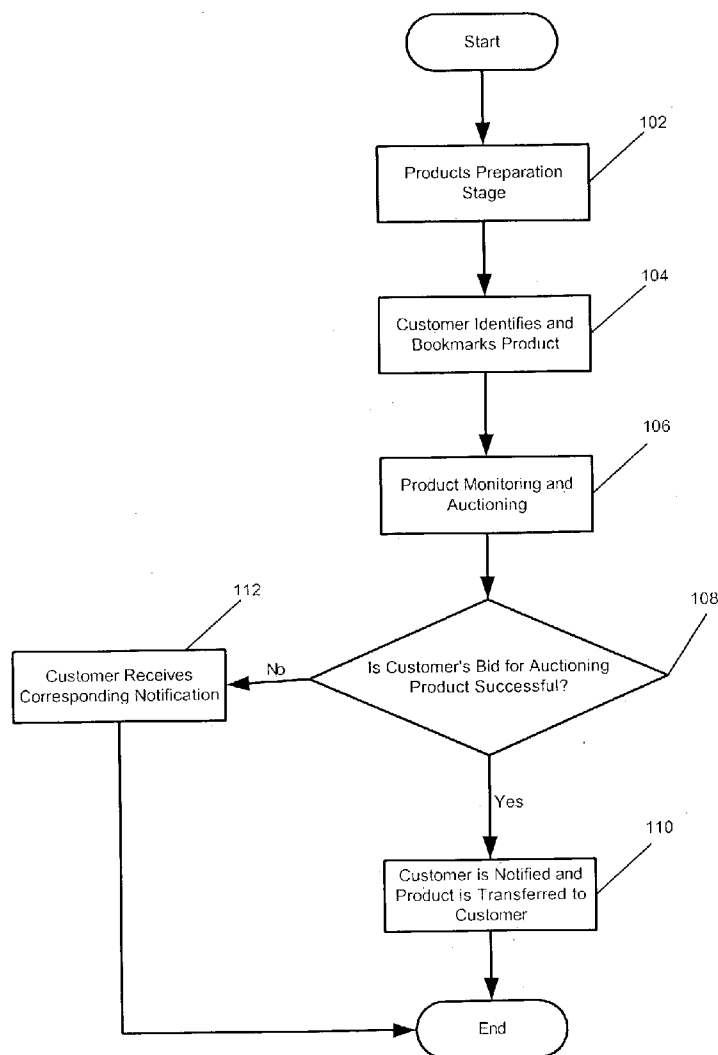 Start
102
Products Preparation
Stage
104
Customer Identifies and
Bookmarks Product
106
Product Monitoring and
Auctioning
108
112
Is Customer's Bid for Auctioning
Product Successful?
No
Customer Receives
Corresponding Notification
Yes
110
Customer is Notified and
Product is Transferred to
Customer
End